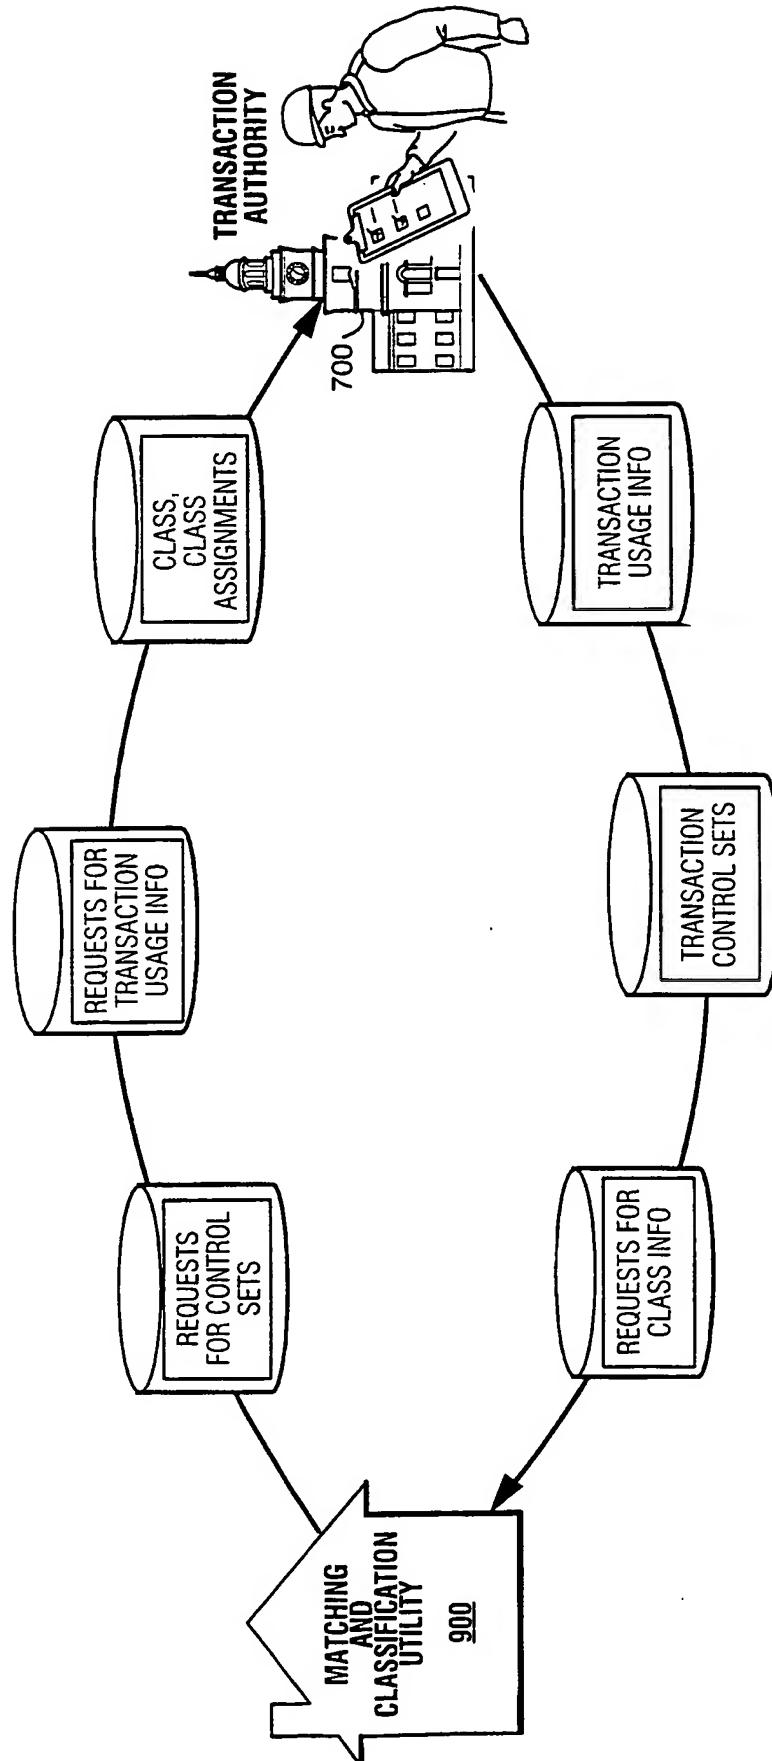 REQUESTS FOR
TRANSACTION
USAGE INFO
REQUESTS
FOR CONTROL
SETS
CLASS,
CLASS
ASSIGNMENTS
TRANSACTION
AUTHORITY
700
MATCHING
AND
CLASSIFICATION
UTILITY
900
REQUESTS FOR
CLASS INFO
TRANSACTION
CONTROL SETS
TRANSACTION
USAGE INFO